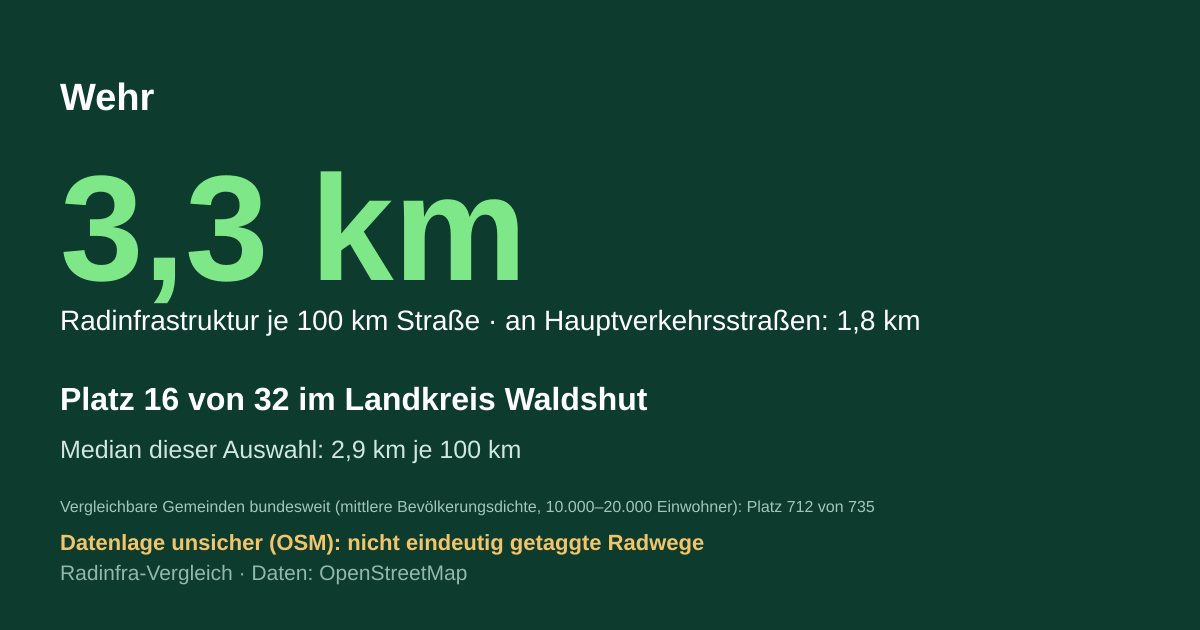 Wehr
3,3 km
Radinfrastruktur je 100 km Straße · an Hauptverkehrsstraßen: 1,8 km
Platz 16 von 32 im Landkreis Waldshut
Median dieser Auswahl: 2,9 km je 100 km
Vergleichbare Gemeinden bundesweit (mittlere Bevölkerungsdichte, 10.000–20.000 Einwohner): Platz 712 von 735
Datenlage unsicher (OSM): nicht eindeutig getaggte Radwege
Radinfra-Vergleich · Daten: OpenStreetMap